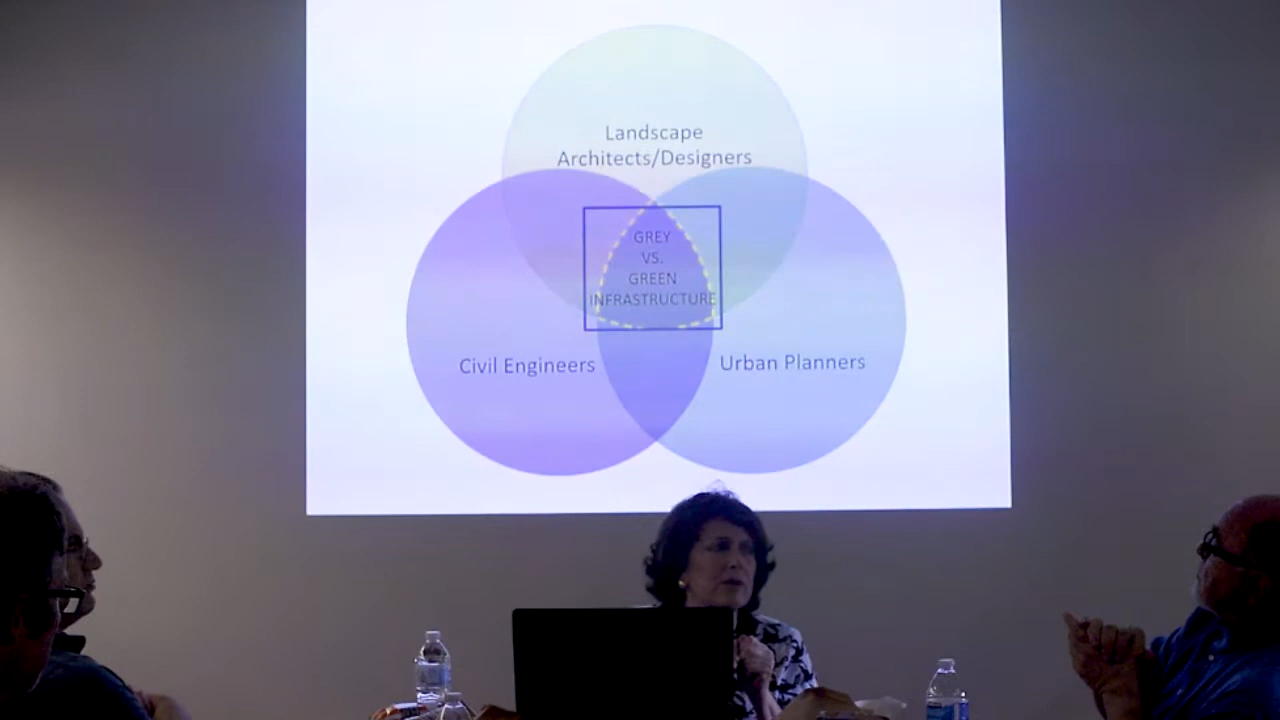 Landscape
Architects/Designers
GREY
VS.
GREEN
INFRASTRUCTURE
Civil Engineers
Urban Planners